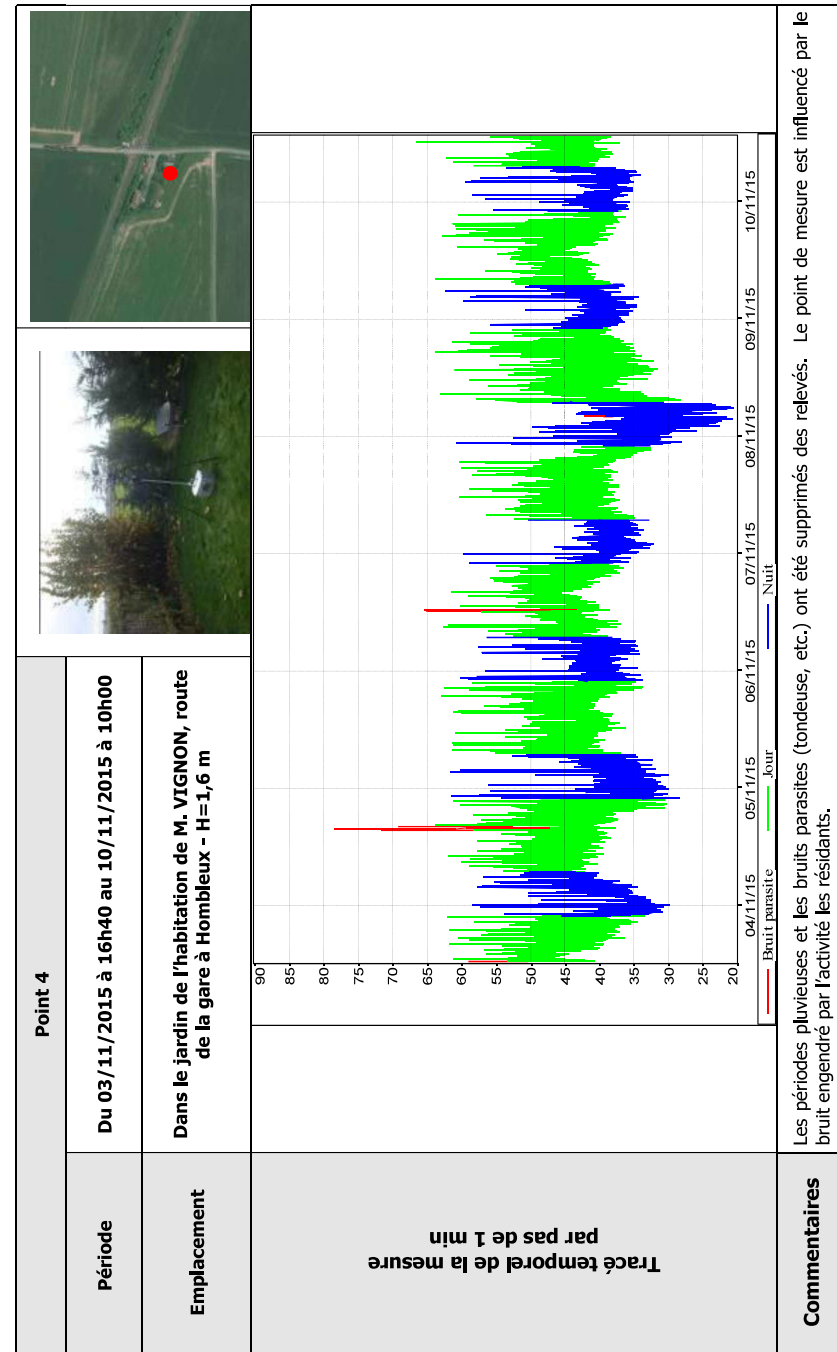 Point 4
Période
Du 03/11/2015 à 16h40 au 10/11/2015 à 10h00
Emplacement
Dans le jardin de l'habitation de M. VIGNON, route
de la gare à Hombleux - H=1,6 m
Tracé temporel de la mesure
par pas de 1 min
90
85
80
75
70
65
60
55
50
45
40
35
30
25
20
04/11/15
05/11/15
06/11/15
07/11/15
08/11/15
09/11/15
10/11/15
Bruit parasite
Jour
Nuit
Commentaires
Les périodes pluvieuses et les bruits parasites (tondeuse, etc.) ont été supprimés des relevés. Le point de mesure est influencé par le
bruit engendré par l'activité les résidants.